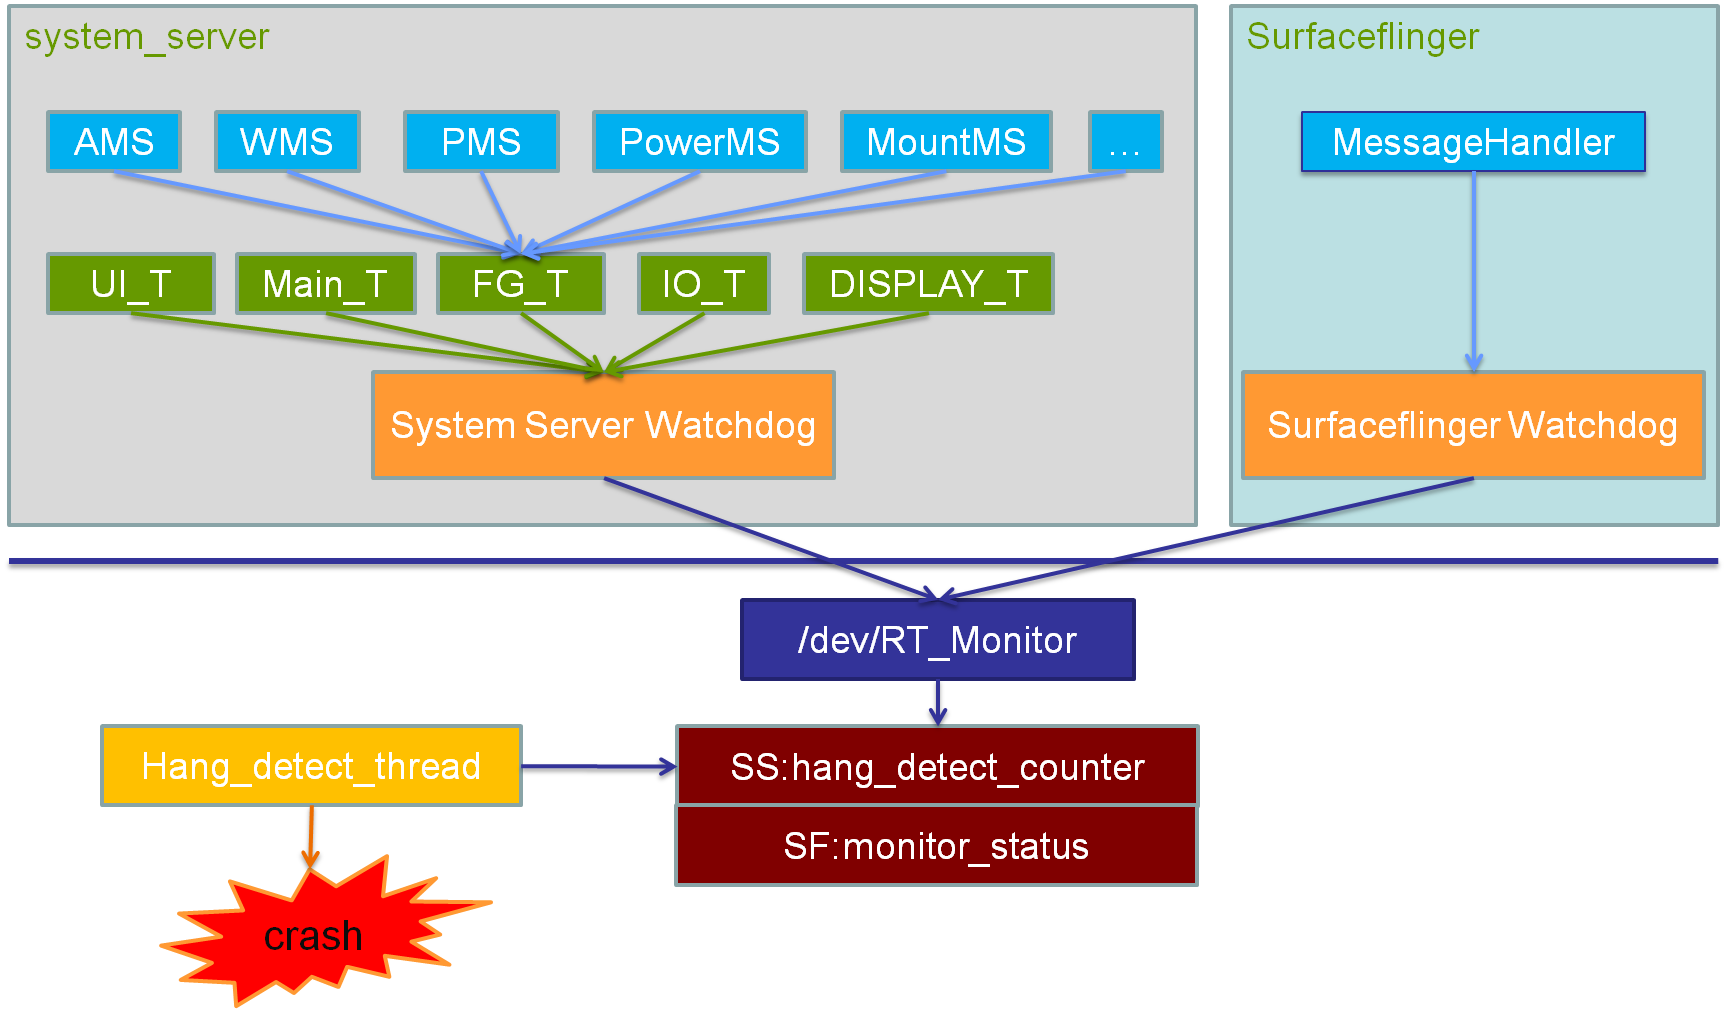 system_server
Surfaceflinger
AMS
WMS
PMS
PowerMS
MountMS
...
MessageHandler
UI_T
Main_T
FG_T
IO_T
DISPLAY_T
System Server Watchdog
Surfaceflinger Watchdog
/dev/RT_Monitor
Hang_detect_thread
SS:hang_detect_counter
SF:monitor_status
crash